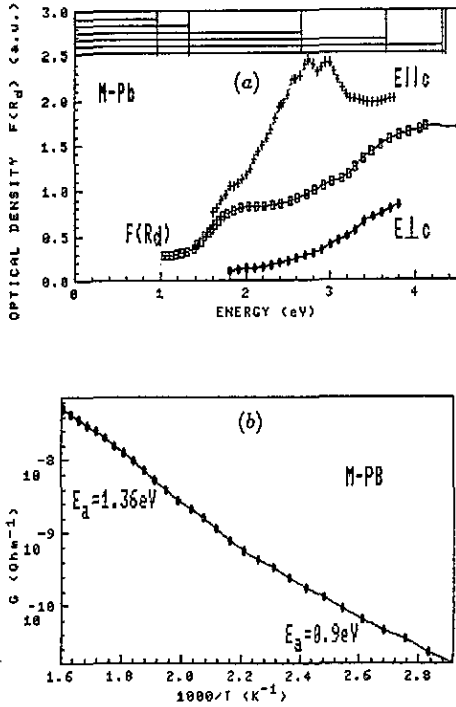 OPTICAL DENSITY F(Rd) (a.u.)
3.0
2.5
2.0
1.5
1.0
0.5
0.0
M-Pb
(a)
E||c
F(Rd)
E⊥c
0
1
2
3
4
ENERGY (eV)
G (Ohm-1)
10-8
10-9
10-10
(b)
M-PB
Ea=1.36eV
Ea=0.9eV
1.6
1.8
2.0
2.2
2.4
2.6
2.8
1000/T (K-1)